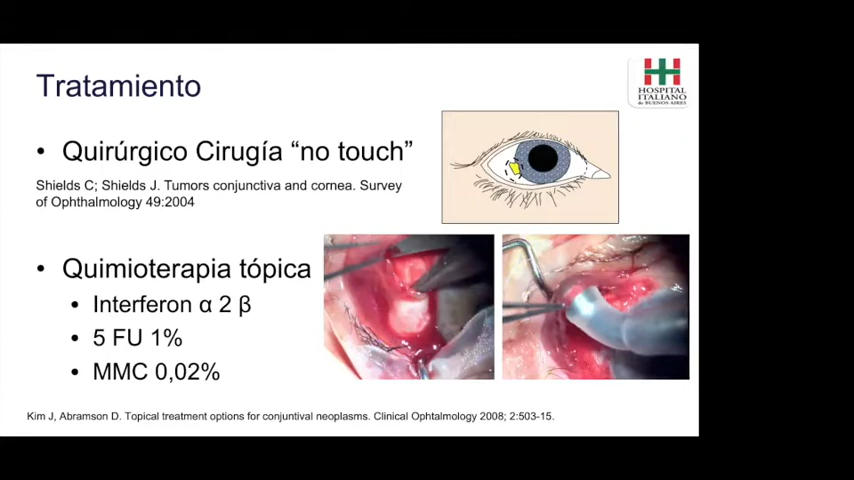 Tratamiento
HOSPITAL
ITALIANO
de BUENOS AIRES
• Quirúrgico Cirugía “no touch”
Shields C; Shields J. Tumors conjunctiva and cornea. Survey
of Ophthalmology 49:2004
• Quimioterapia tópica
• Interferon α 2 β
• 5 FU 1%
• MMC 0,02%
Kim J, Abramson D. Topical treatment options for conjuntival neoplasms. Clinical Ophtalmology 2008; 2:503-15.